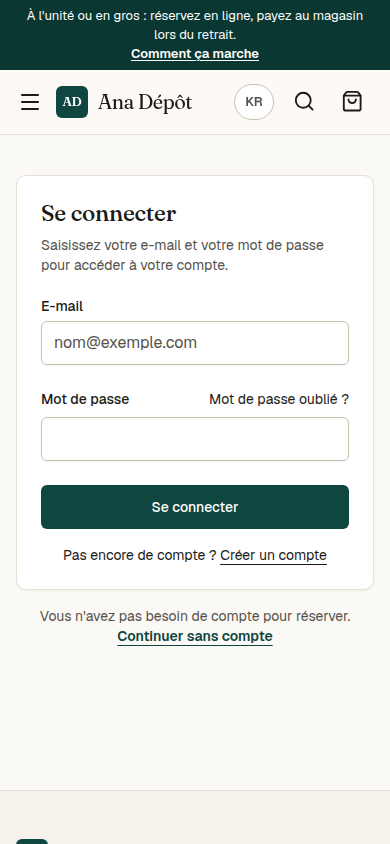 À l'unité ou en gros : réservez en ligne, payez au magasin
lors du retrait.
Comment ça marche
AD
Ana Dépôt
KR
Se connecter
Saisissez votre e-mail et votre mot de passe
pour accéder à votre compte.
E-mail
nom@exemple.com
Mot de passe
Mot de passe oublié ?
Se connecter
Pas encore de compte ? Créer un compte
Vous n'avez pas besoin de compte pour réserver.
Continuer sans compte